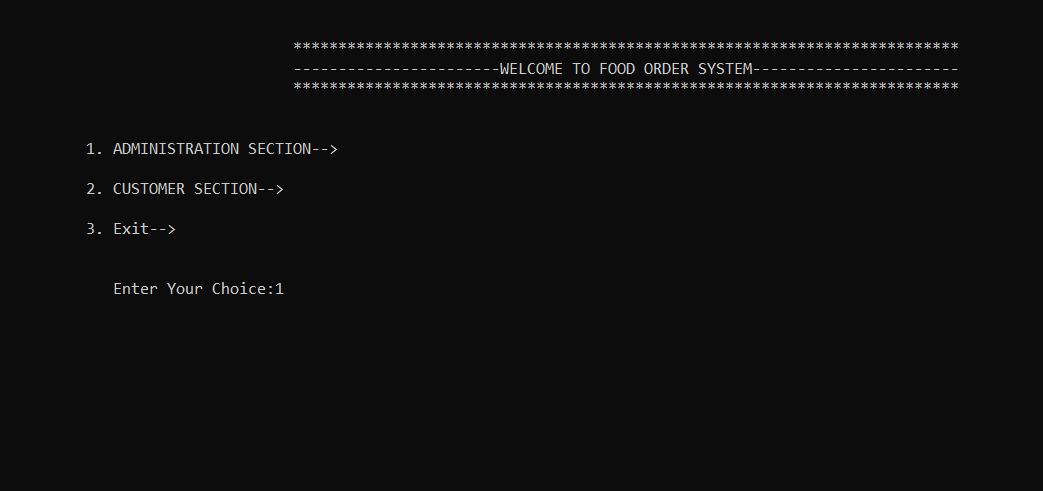 **************************************************************************
-----------------------WELCOME TO FOOD ORDER SYSTEM-----------------------
**************************************************************************
1. ADMINISTRATION SECTION-->
2. CUSTOMER SECTION-->
3. Exit-->
Enter Your Choice:1